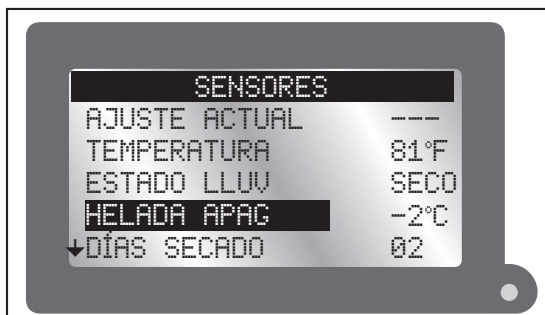 SENSORES
AJUSTE ACTUAL ---
TEMPERATURA 81°F
ESTADO LLUV SECO
HELADA APAG -2°C
↓DÍAS SECADO 02